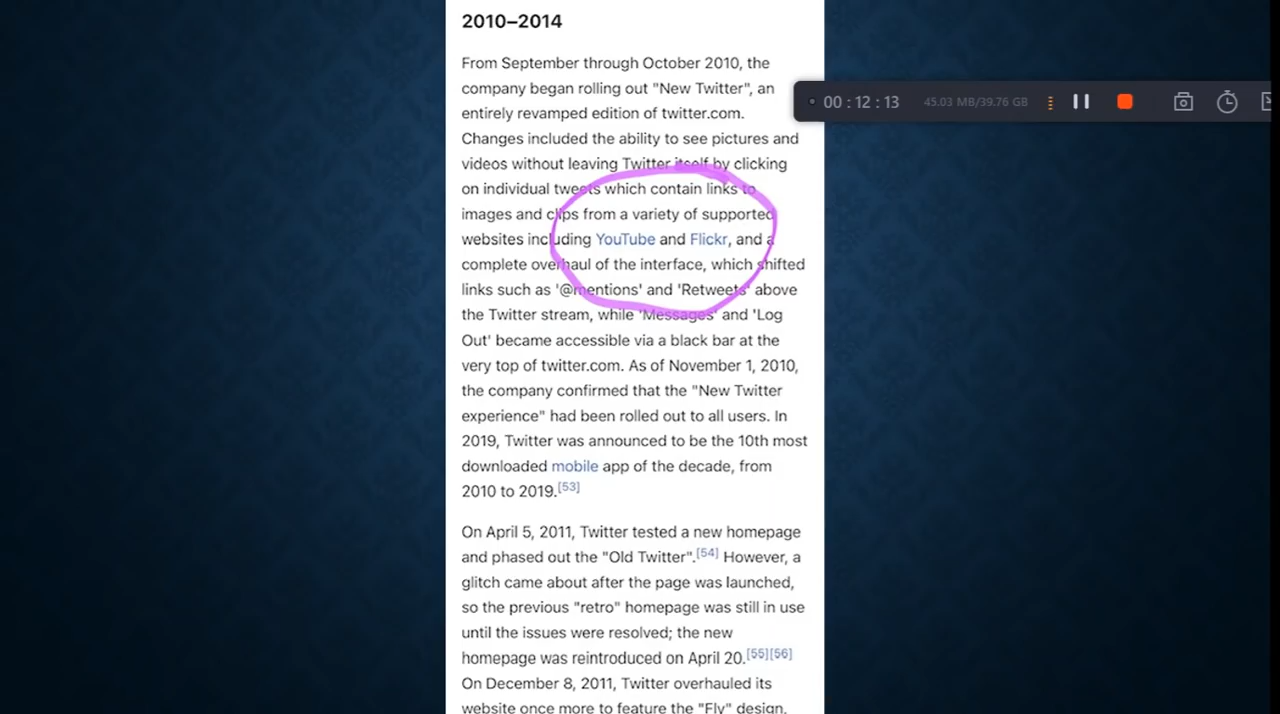 2010–2014
From September through October 2010, the
company began rolling out "New Twitter", an
entirely revamped edition of twitter.com.
Changes included the ability to see pictures and
videos without leaving Twitter itself by clicking
on individual tweets which contain links to
images and clips from a variety of supported
websites including YouTube and Flickr, and a
complete overhaul of the interface, which shifted
links such as '@mentions' and 'Retweets' above
the Twitter stream, while 'Messages' and 'Log
Out' became accessible via a black bar at the
very top of twitter.com. As of November 1, 2010,
the company confirmed that the "New Twitter
experience" had been rolled out to all users. In
2019, Twitter was announced to be the 10th most
downloaded mobile app of the decade, from
2010 to 2019.[53]
On April 5, 2011, Twitter tested a new homepage
and phased out the "Old Twitter".[54] However, a
glitch came about after the page was launched,
so the previous "retro" homepage was still in use
until the issues were resolved; the new
homepage was reintroduced on April 20.[55][56]
On December 8, 2011, Twitter overhauled its
website once more to feature the "Fly" design,
00 : 12 : 13 45.03 MB/39.76 GB